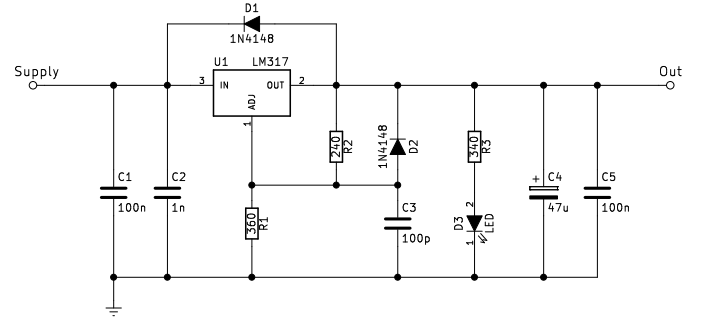 D1
1N4148
U1 LM317
Supply
Out
3 IN OUT 2
ADJ
1
1N4148
D2
240
R2
340
R3
C1
100n
C2
1n
360
R1
C3
100p
2
D3
LED
1
+ C4
47u
C5
100n